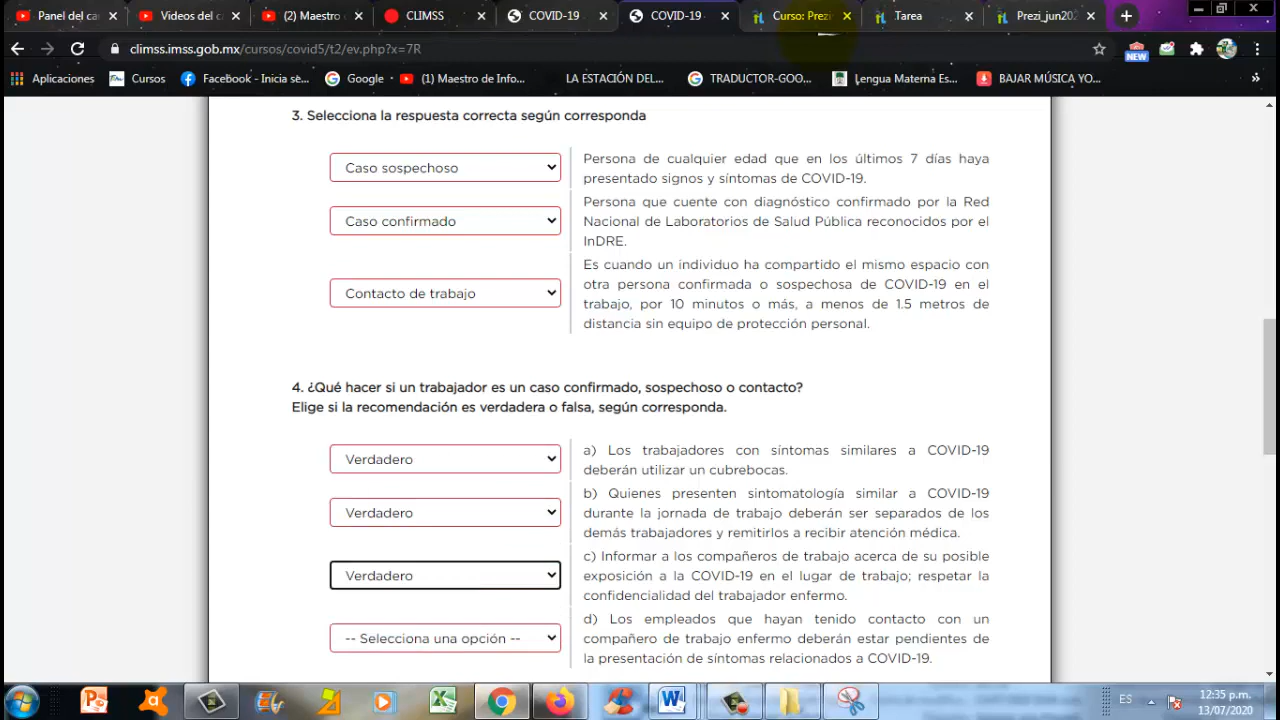 Panel del ca
Videos del c
(2) Maestro
CLIMSS
COVID-19
COVID-19
Curso: Prezi
Tarea
Prezi_jun202
climss.imss.gob.mx/cursos/covid5/t2/ev.php?x=7R
NEW
Aplicaciones
Cursos
Facebook - Inicia se...
Google
(1) Maestro de Info...
LA ESTACIÓN DEL...
TRADUCTOR-GOO...
Lengua Materna Es...
BAJAR MÚSICA YO...
»
3. Selecciona la respuesta correcta según corresponda
Caso sospechoso
Persona de cualquier edad que en los últimos 7 días haya
presentado signos y síntomas de COVID-19.
Caso confirmado
Persona que cuente con diagnóstico confirmado por la Red
Nacional de Laboratorios de Salud Pública reconocidos por el
InDRE.
Contacto de trabajo
Es cuando un individuo ha compartido el mismo espacio con
otra persona confirmada o sospechosa de COVID-19 en el
trabajo, por 10 minutos o más, a menos de 1.5 metros de
distancia sin equipo de protección personal.
4. ¿Qué hacer si un trabajador es un caso confirmado, sospechoso o contacto?
Elige si la recomendación es verdadera o falsa, según corresponda.
Verdadero
a) Los trabajadores con síntomas similares a COVID-19
deberán utilizar un cubrebocas.
Verdadero
b) Quienes presenten sintomatología similar a COVID-19
durante la jornada de trabajo deberán ser separados de los
demás trabajadores y remitirlos a recibir atención médica.
Verdadero
c) Informar a los compañeros de trabajo acerca de su posible
exposición a la COVID-19 en el lugar de trabajo; respetar la
confidencialidad del trabajador enfermo.
-- Selecciona una opción --
d) Los empleados que hayan tenido contacto con un
compañero de trabajo enfermo deberán estar pendientes de
la presentación de síntomas relacionados a COVID-19.
ES
12:35 p.m.
13/07/2020